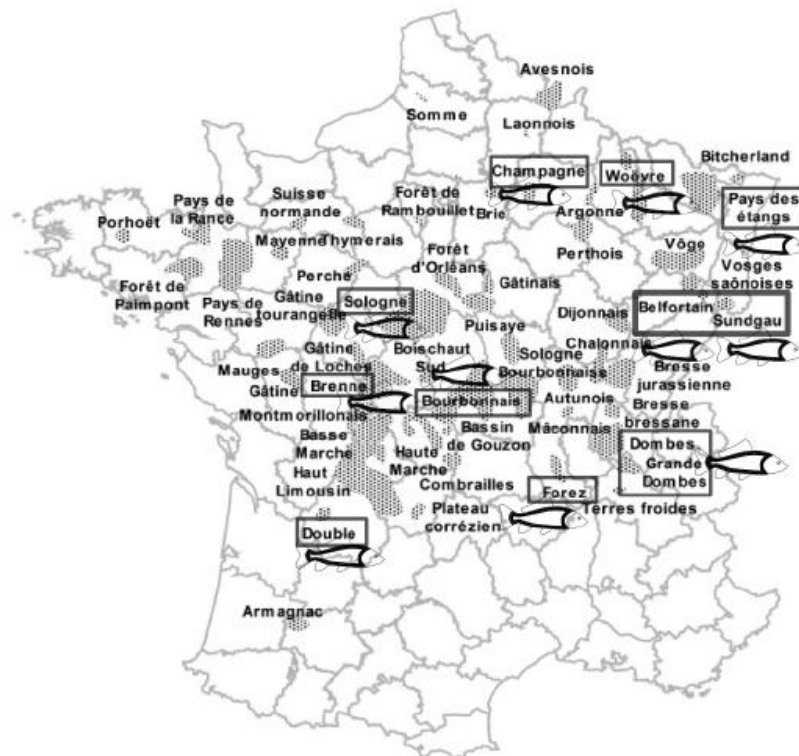 Avesnois
Somme
Laonnois
Champagne
Woëvre
Bitcherland
Pays des
étangs
Porhoët
Pays de
la Rance
Suisse
normande
Forêt de
Rambouillet
Brie
Argonne
Mayenne
Thymerais
Forêt
d'Orléans
Perthois
Vôge
Vosges
saônoises
Forêt de
Paimpont
Pays de
Rennes
Perche
Gâtine
tourangelle
Sologne
Gâtinais
Puisaye
Dijonnais
Belfortain
Sundgau
Mauges
Gâtine
Gâtine
de Loches
Boischaut
Sud
Sologne
Bourbonnaise
Chalonnais
Bresse
jurassienne
Brenne
Bourbonnais
Autunois
Bresse
bressane
Montmorillonais
Basse
Marche
Haute
Marche
Bassin
de Gouzon
Mâconnais
Dombes
Grande
Dombes
Haut
Limousin
Combrailles
Forez
Terres froides
Plateau
corrézien
Double
Armagnac